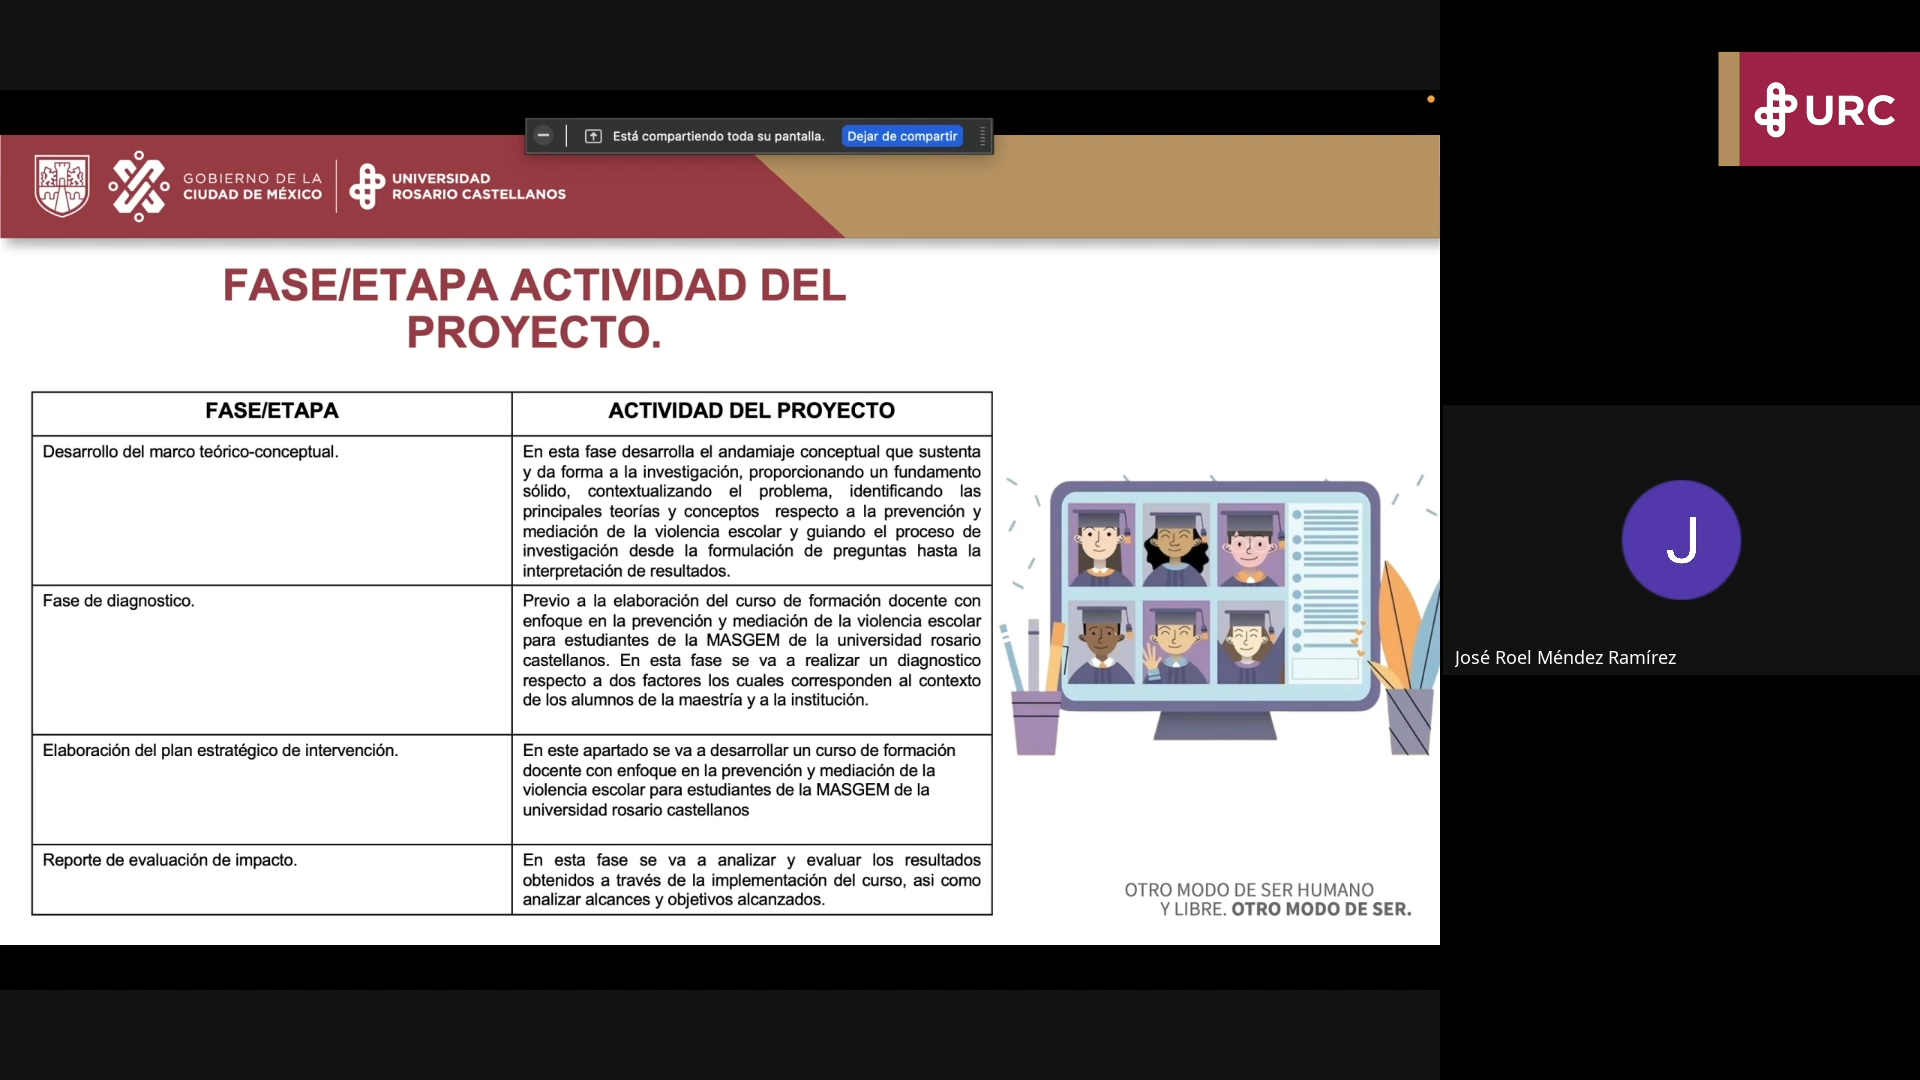 Está compartiendo toda su pantalla. Dejar de compartir
URC
GOBIERNO DE LA
CIUDAD DE MÉXICO
UNIVERSIDAD
ROSARIO CASTELLANOS
FASE/ETAPA ACTIVIDAD DEL
PROYECTO.
FASE/ETAPA
ACTIVIDAD DEL PROYECTO
Desarrollo del marco teórico-conceptual.
En esta fase desarrolla el andamiaje conceptual que sustenta
y da forma a la investigación, proporcionando un fundamento
sólido, contextualizando el problema, identificando las
principales teorías y conceptos respecto a la prevención y
mediación de la violencia escolar y guiando el proceso de
investigación desde la formulación de preguntas hasta la
interpretación de resultados.
Fase de diagnostico.
Previo a la elaboración del curso de formación docente con
enfoque en la prevención y mediación de la violencia escolar
para estudiantes de la MASGEM de la universidad rosario
castellanos. En esta fase se va a realizar un diagnostico
respecto a dos factores los cuales corresponden al contexto
de los alumnos de la maestría y a la institución.
Elaboración del plan estratégico de intervención.
En este apartado se va a desarrollar un curso de formación
docente con enfoque en la prevención y mediación de la
violencia escolar para estudiantes de la MASGEM de la
universidad rosario castellanos
Reporte de evaluación de impacto.
En esta fase se va a analizar y evaluar los resultados
obtenidos a través de la implementación del curso, asi como
analizar alcances y objetivos alcanzados.
OTRO MODO DE SER HUMANO
Y LIBRE. OTRO MODO DE SER.
J
José Roel Méndez Ramírez